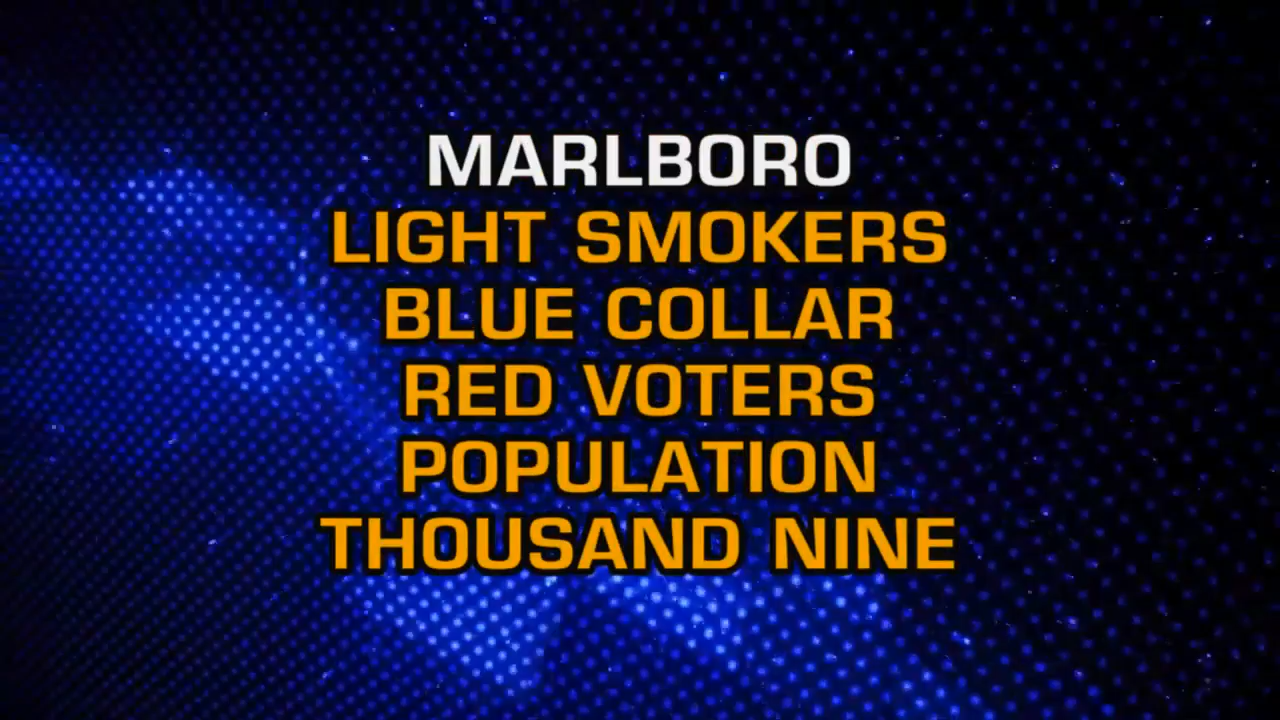 MARLBORO
LIGHT SMOKERS
BLUE COLLAR
RED VOTERS
POPULATION
THOUSAND NINE